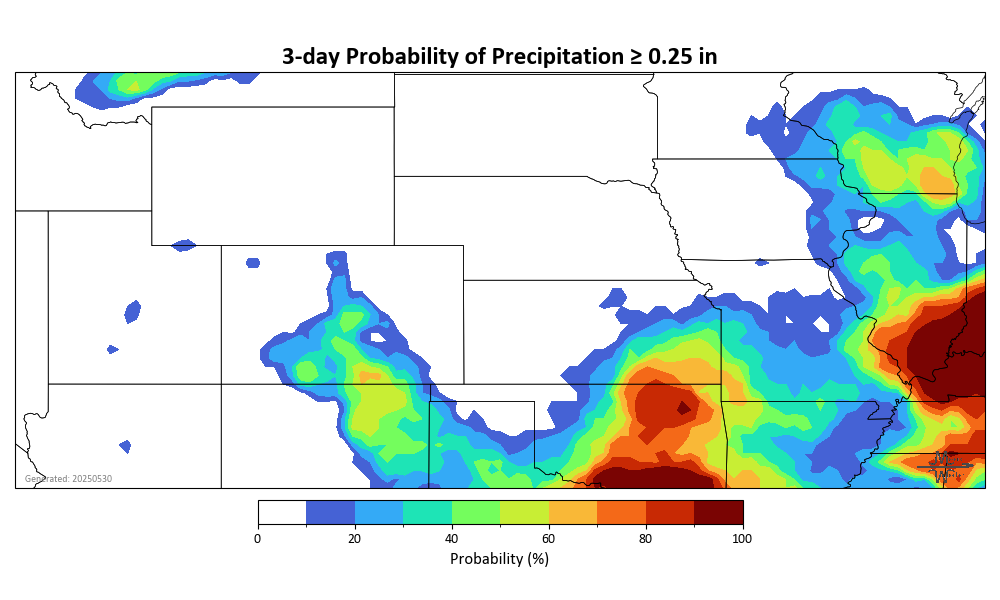 3-day Probability of Precipitation ≥ 0.25 in
Generated: 20250530
0 20 40 60 80 100
Probability (%)